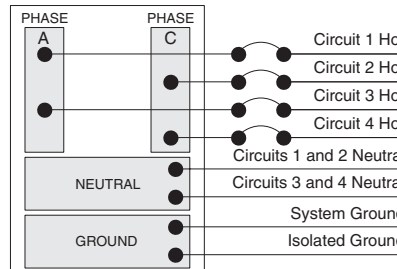 PHASE PHASE
A C
Circuit 1 Ho
Circuit 2 Ho
Circuit 3 Ho
Circuit 4 Ho
Circuits 1 and 2 Neutra
NEUTRAL
Circuits 3 and 4 Neutra
System Groun
GROUND
Isolated Groun